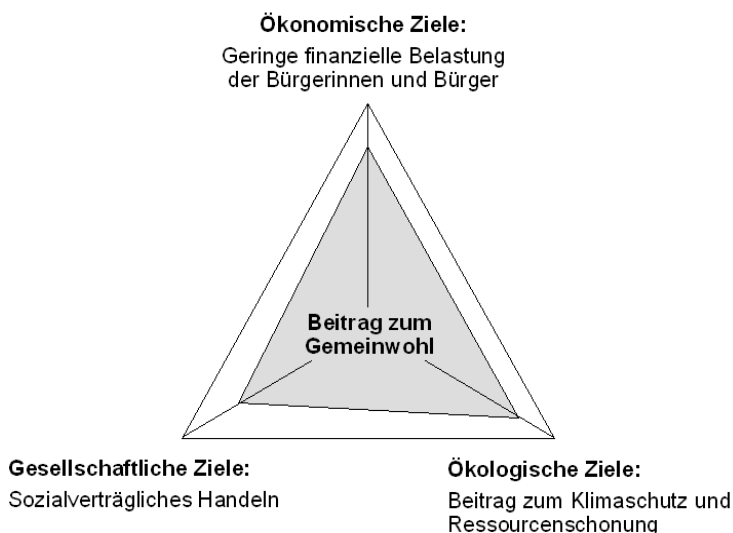 Ökonomische Ziele:
Geringe finanzielle Belastung
der Bürgerinnen und Bürger
Beitrag zum
Gemeinwohl
Gesellschaftliche Ziele:
Sozialverträgliches Handeln
Ökologische Ziele:
Beitrag zum Klimaschutz und
Ressourcenschonung